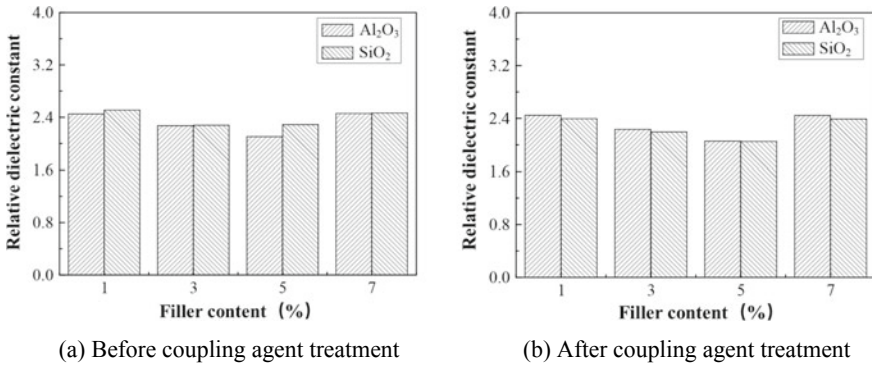 4.0
3.2
2.4
1.6
0.8
0.0
Relative dielectric constant
Al₂O₃
SiO₂
1 3 5 7
Filler content (%)
(a) Before coupling agent treatment
4.0
3.2
2.4
1.6
0.8
0.0
Relative dielectric constant
Al₂O₃
SiO₂
1 3 5 7
Filler content (%)
(b) After coupling agent treatment